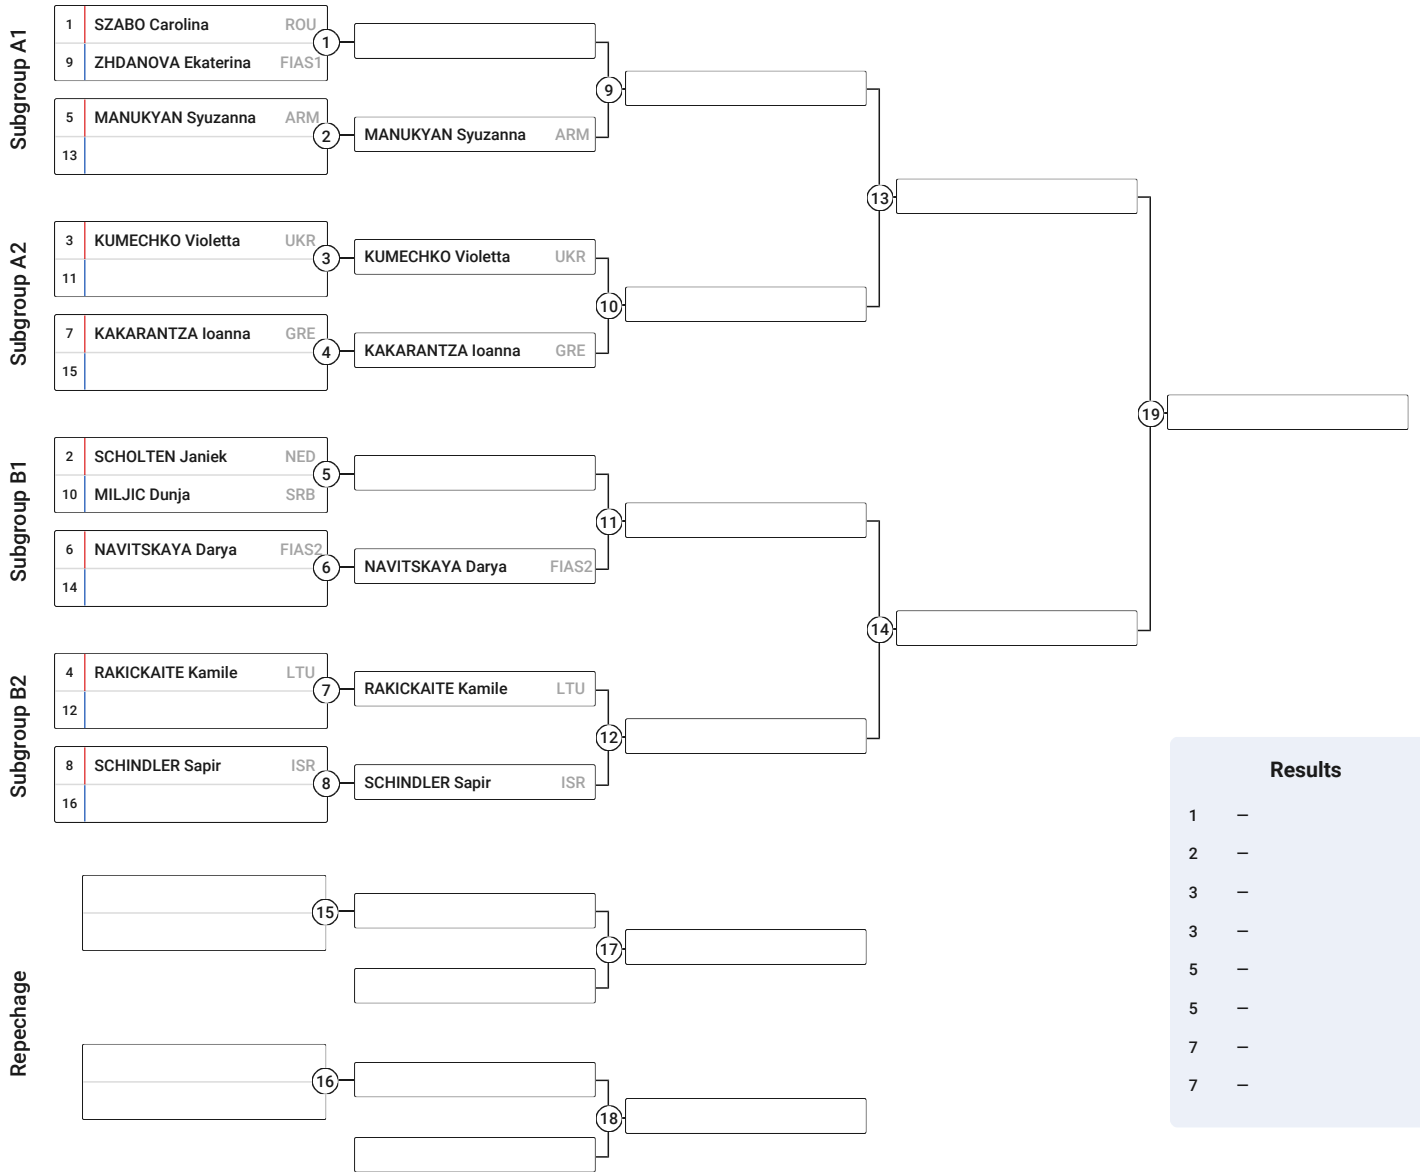 Subgroup A1
1 SZABO Carolina ROU
9 ZHDANOVA Ekaterina FIAS1
1
5 MANUKYAN Syuzanna ARM
13
2
MANUKYAN Syuzanna ARM
9
Subgroup A2
3 KUMECHKO Violetta UKR
11
3
KUMECHKO Violetta UKR
7 KAKARANTZA Ioanna GRE
15
4
KAKARANTZA Ioanna GRE
10
13
Subgroup B1
2 SCHOLTEN Janiek NED
10 MILJIC Dunja SRB
5
6 NAVITSKAYA Darya FIAS2
14
6
NAVITSKAYA Darya FIAS2
11
Subgroup B2
4 RAKICKAITE Kamile LTU
12
7
RAKICKAITE Kamile LTU
8 SCHINDLER Sapir ISR
16
8
SCHINDLER Sapir ISR
12
14
19
Repechage
15
17
16
18
Results
1 –
2 –
3 –
3 –
5 –
5 –
7 –
7 –